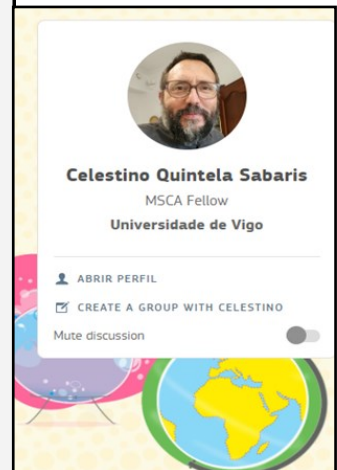 Celestino Quintela Sabaris
MSCA Fellow
Universidade de Vigo
ABRIR PERFIL
CREATE A GROUP WITH CELESTINO
Mute discussion